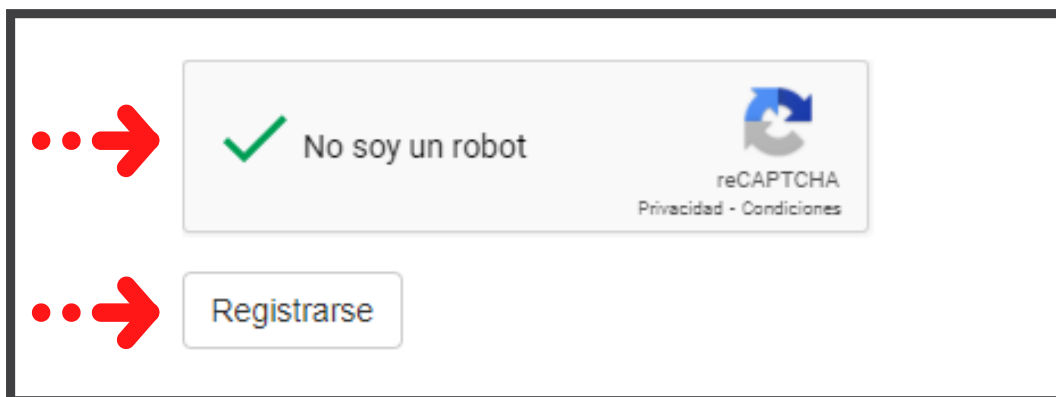 No soy un robot
reCAPTCHA
Privacidad - Condiciones
Registrarse